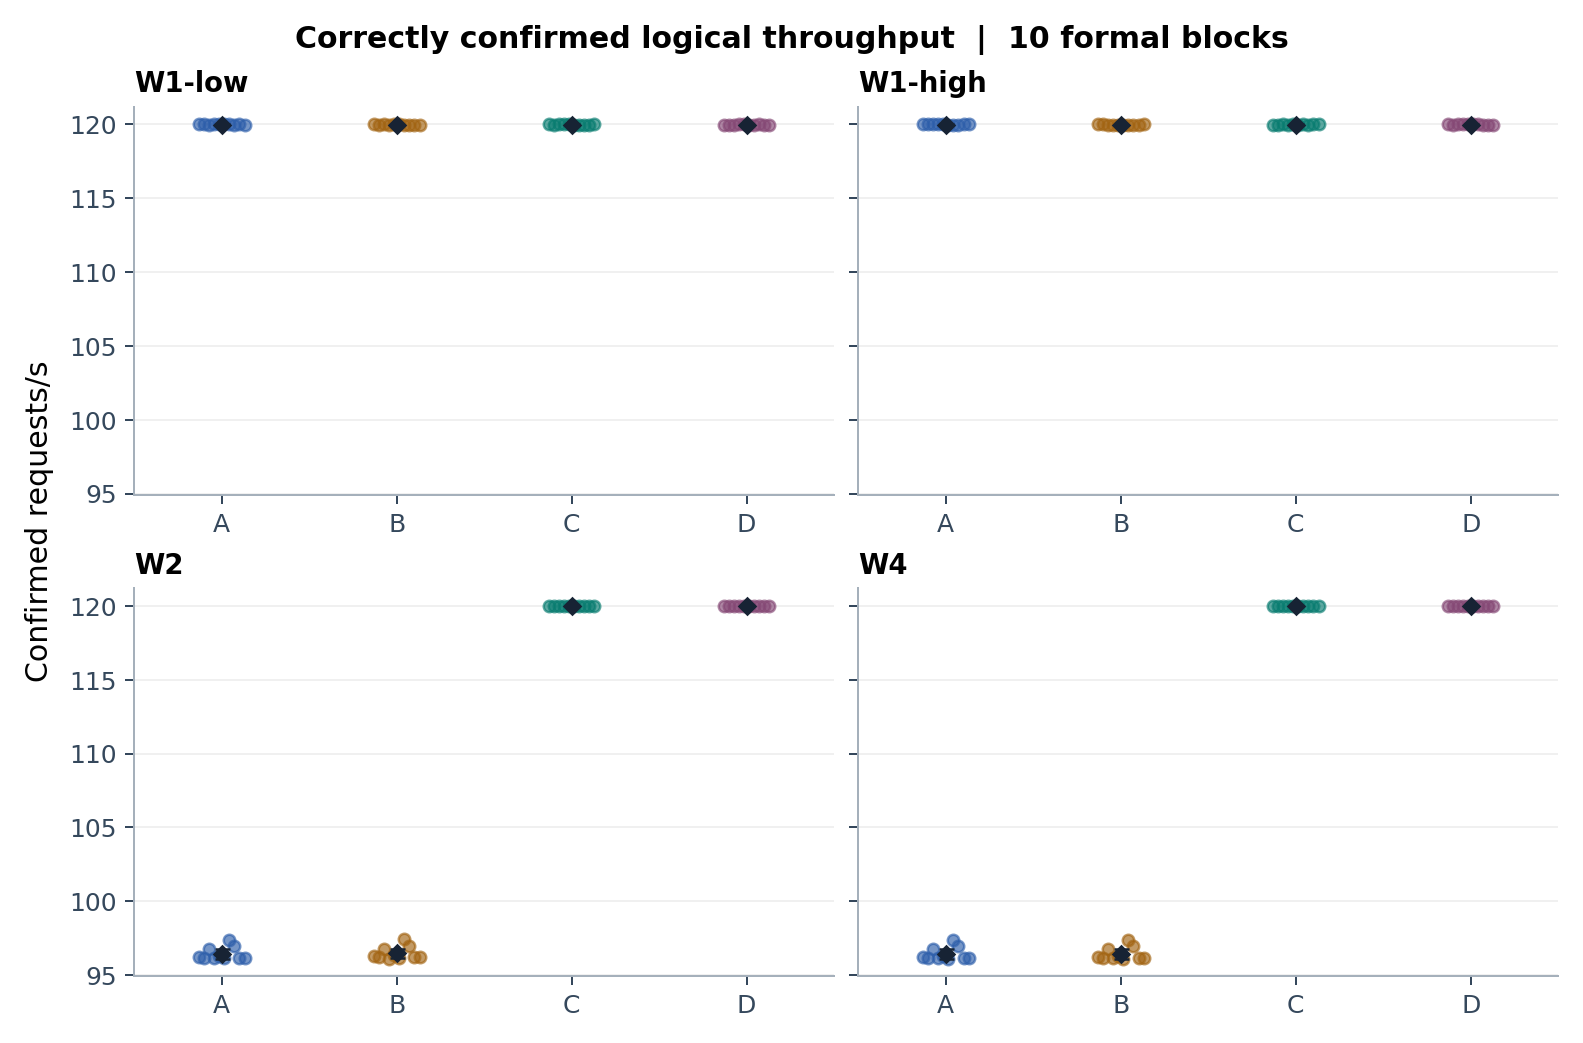 Correctly confirmed logical throughput | 10 formal blocks
W1-low
W1-high
120
115
110
105
100
95
A B C D
A B C D
Confirmed requests/s
W2
W4
120
115
110
105
100
95
A B C D
A B C D